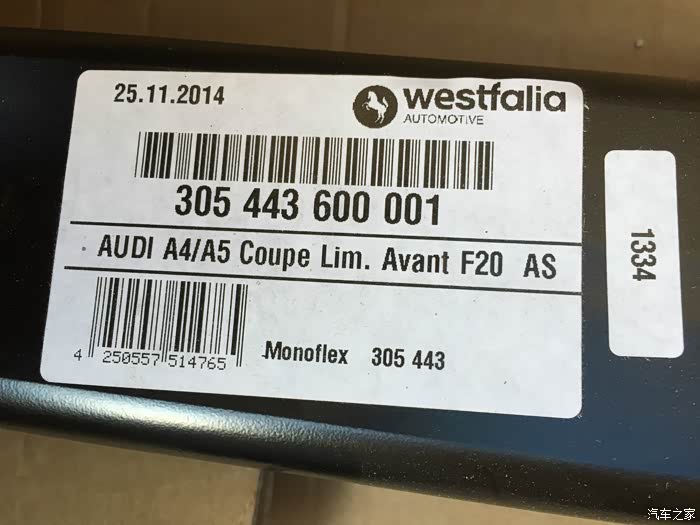 25.11.2014
westfalia
AUTOMOTIVE
305 443 600 001
AUDI A4/A5 Coupe Lim. Avant F20 AS
4 250557 514765
Monoflex 305 443
1334
汽车之家